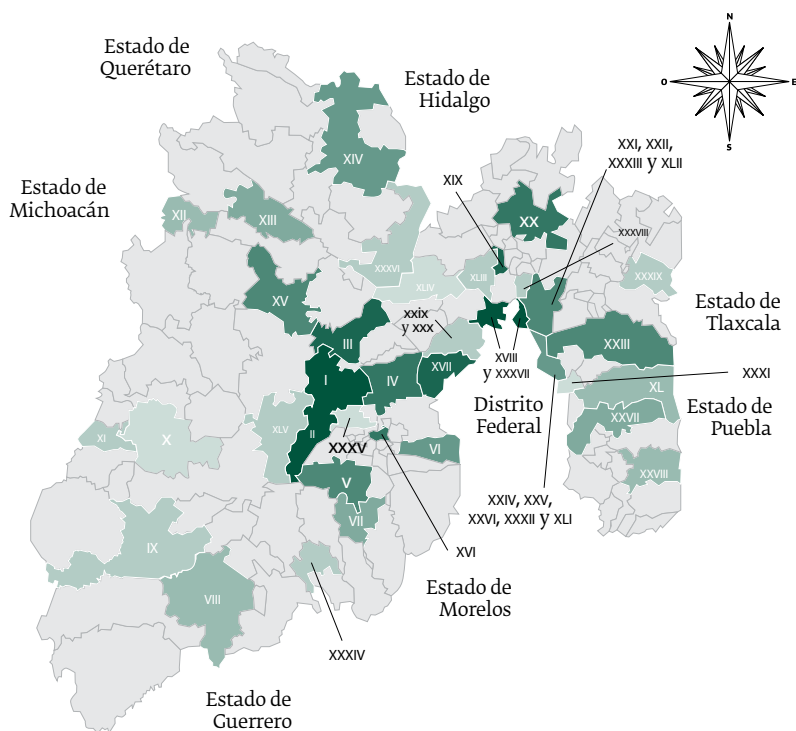 N
O
E
S
Estado de
Querétaro
Estado de
Hidalgo
XXI, XXII,
XXXIII y XLII
XIV
XIX
Estado de
Michoacán
XII
XIII
XX
XXXVIII
XXXVI
XLIII
XLIV
XXXIX
XV
Estado de
Tlaxcala
xxix
y xxx
III
XVIII
y XXXVII
XXIII
I
IV
XVII
XXXI
XL
Distrito
Federal
Estado de
Puebla
XI
X
XLV
II
XXXV
VI
XXVII
V
XXVIII
XXIV, XXV,
XXVI, XXXII y XLI
VII
XVI
IX
Estado de
Morelos
VIII
XXXIV
Estado de
Guerrero